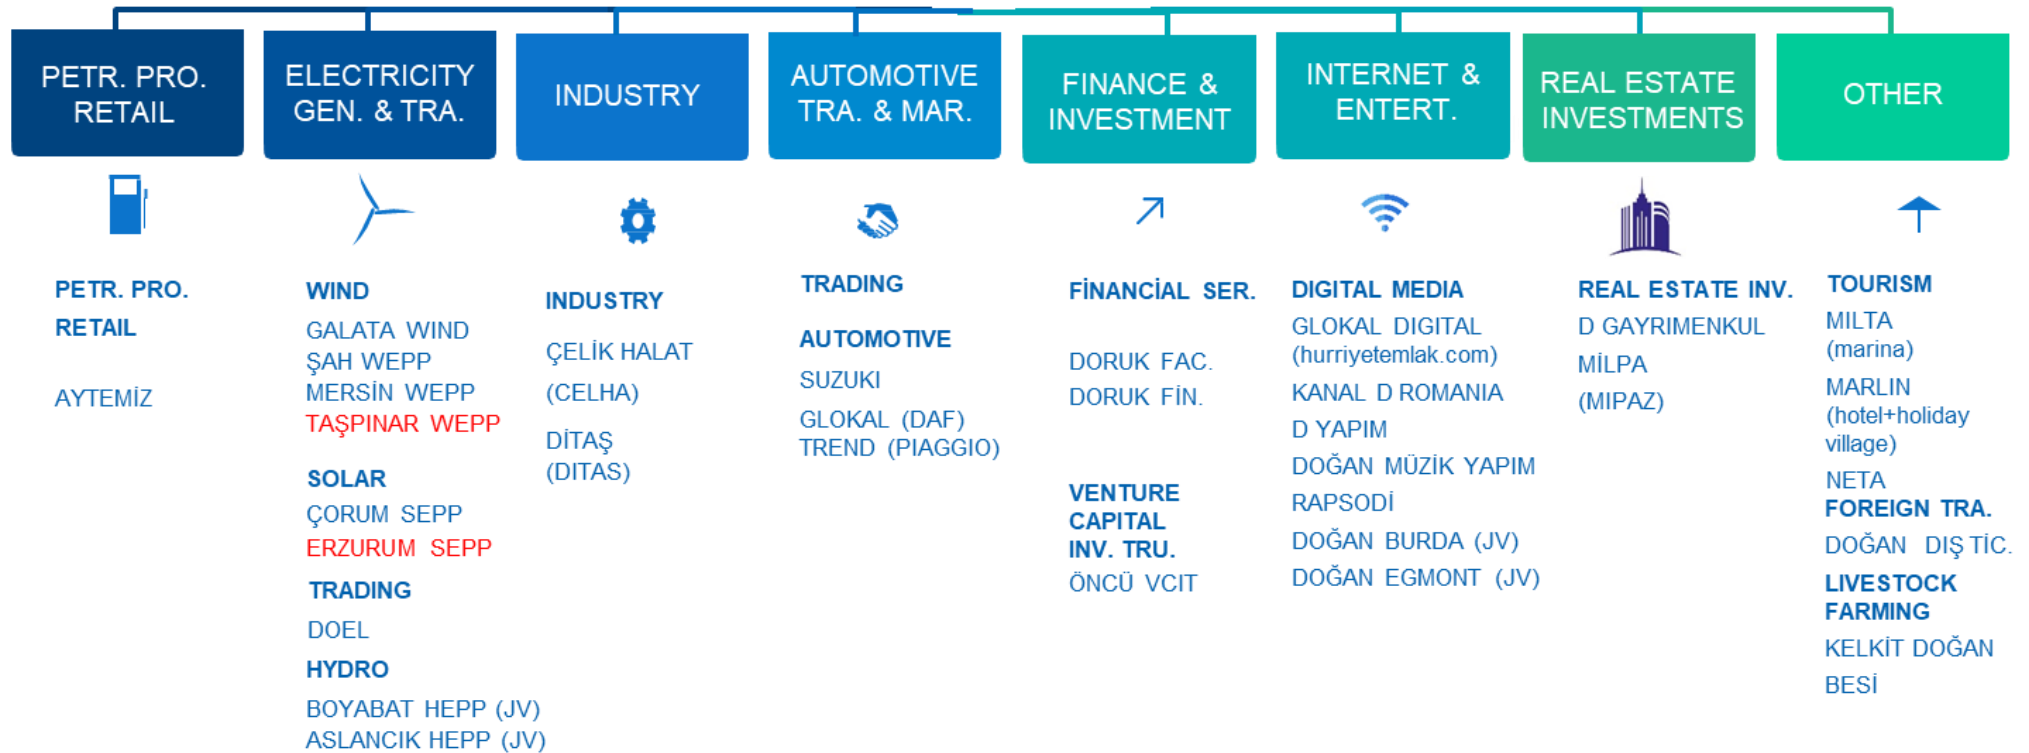 PETR. PRO.
RETAIL
ELECTRICITY
GEN. & TRA.
INDUSTRY
AUTOMOTIVE
TRA. & MAR.
FINANCE &
INVESTMENT
INTERNET &
ENTERT.
REAL ESTATE
INVESTMENTS
OTHER
PETR. PRO.
RETAIL
AYTEMİZ
WIND
GALATA WIND
ŞAH WEPP
MERSİN WEPP
TAŞPINAR WEPP
SOLAR
ÇORUM SEPP
ERZURUM SEPP
TRADING
DOEL
HYDRO
BOYABAT HEPP (JV)
ASLANCIK HEPP (JV)
INDUSTRY
ÇELİK HALAT
(CELHA)
DİTAŞ
(DITAS)
TRADING
AUTOMOTIVE
SUZUKI
GLOKAL (DAF)
TREND (PIAGGIO)
FİNANCİAL SER.
DORUK FAC.
DORUK FİN.
VENTURE
CAPITAL
INV. TRU.
ÖNCÜ VCIT
DIGITAL MEDIA
GLOKAL DIGITAL
(hurriyetemlak.com)
KANAL D ROMANIA
D YAPIM
DOĞAN MÜZİK YAPIM
RAPSODİ
DOĞAN BURDA (JV)
DOĞAN EGMONT (JV)
REAL ESTATE INV.
D GAYRIMENKUL
MİLPA
(MIPAZ)
TOURISM
MILTA
(marina)
MARLIN
(hotel+holiday
village)
NETA
FOREIGN TRA.
DOĞAN DIŞ TİC.
LIVESTOCK
FARMING
KELKİT DOĞAN
BESİ